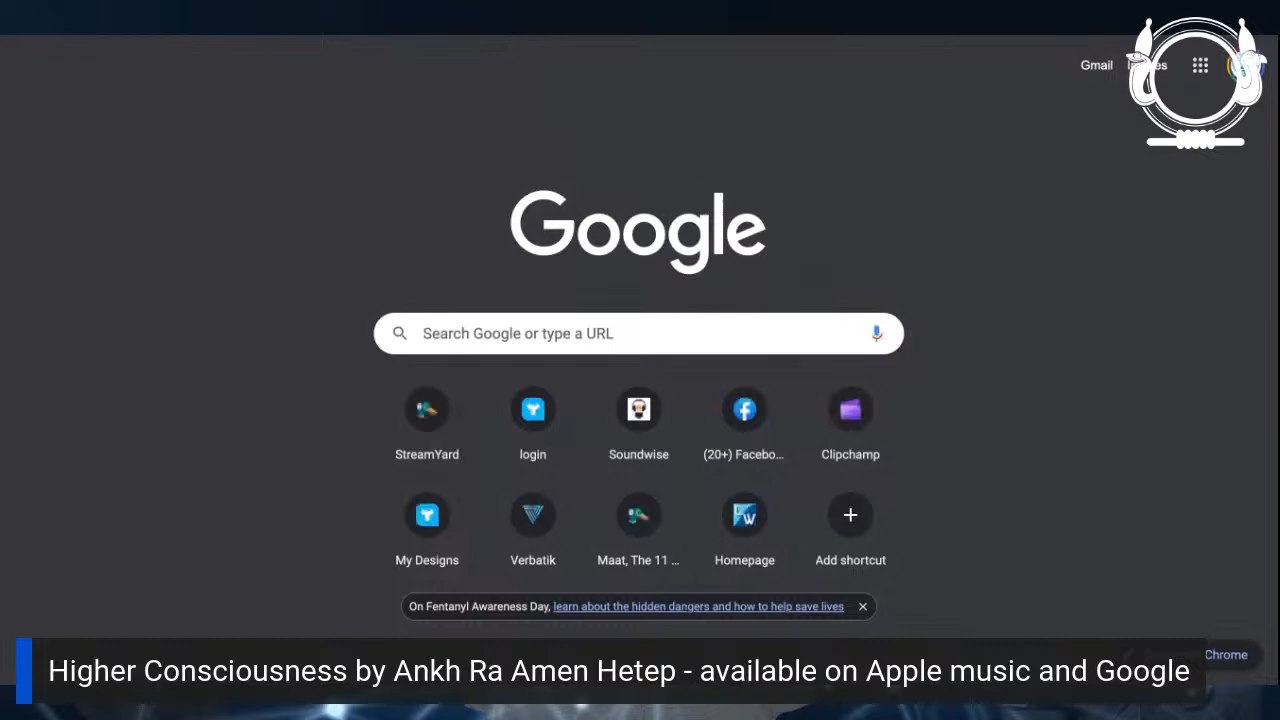 Gmail
Google
Search Google or type a URL
StreamYard
login
Soundwise
(20+) Facebo...
Clipchamp
My Designs
Verbatik
Maat, The 11 ...
Homepage
Add shortcut
On Fentanyl Awareness Day, learn about the hidden dangers and how to help save lives
Chrome
Higher Consciousness by Ankh Ra Amen Hetep - available on Apple music and Google